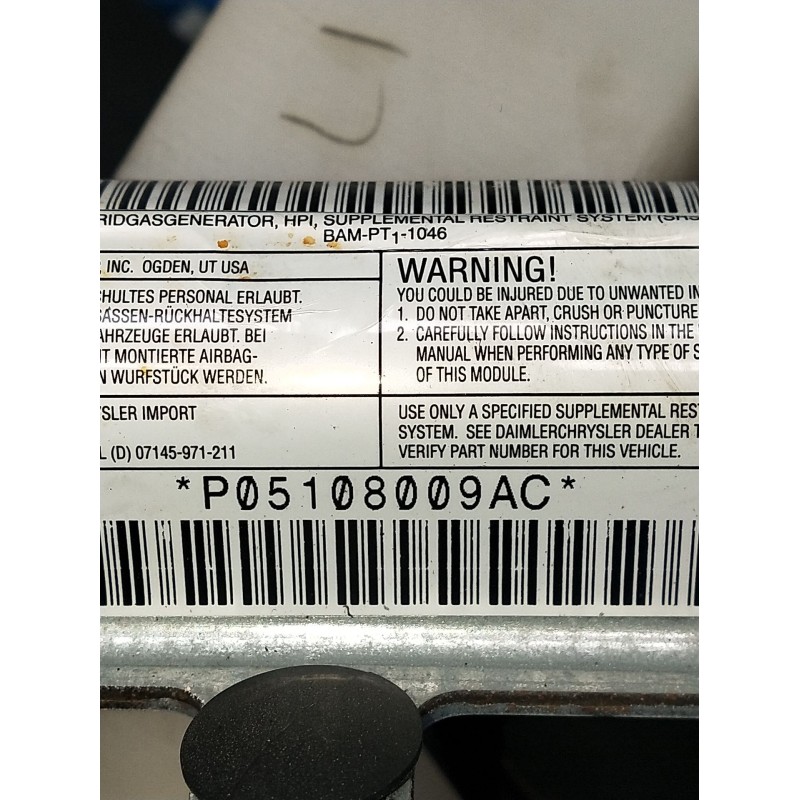 RIDGASGENERATOR, HPI, SUPPLEMENTAL RESTRAINT SYSTEM (SRS
BAM-PT1-1046
, INC. OGDEN, UT USA
CHULTES PERSONAL ERLAUBT.
SASSEN-RÜCKHALTESYSTEM
AHRZEUGE ERLAUBT. BEI
T MONTIERTE AIRBAG-
N WURFSTÜCK WERDEN.
WARNING!
YOU COULD BE INJURED DUE TO UNWANTED IN
1. DO NOT TAKE APART, CRUSH OR PUNCTURE
2. CAREFULLY FOLLOW INSTRUCTIONS IN THE
MANUAL WHEN PERFORMING ANY TYPE OF S
OF THIS MODULE.
YSLER IMPORT
L (D) 07145-971-211
USE ONLY A SPECIFIED SUPPLEMENTAL REST
SYSTEM. SEE DAIMLERCHRYSLER DEALER T
VERIFY PART NUMBER FOR THIS VEHICLE.
*P05108009AC*